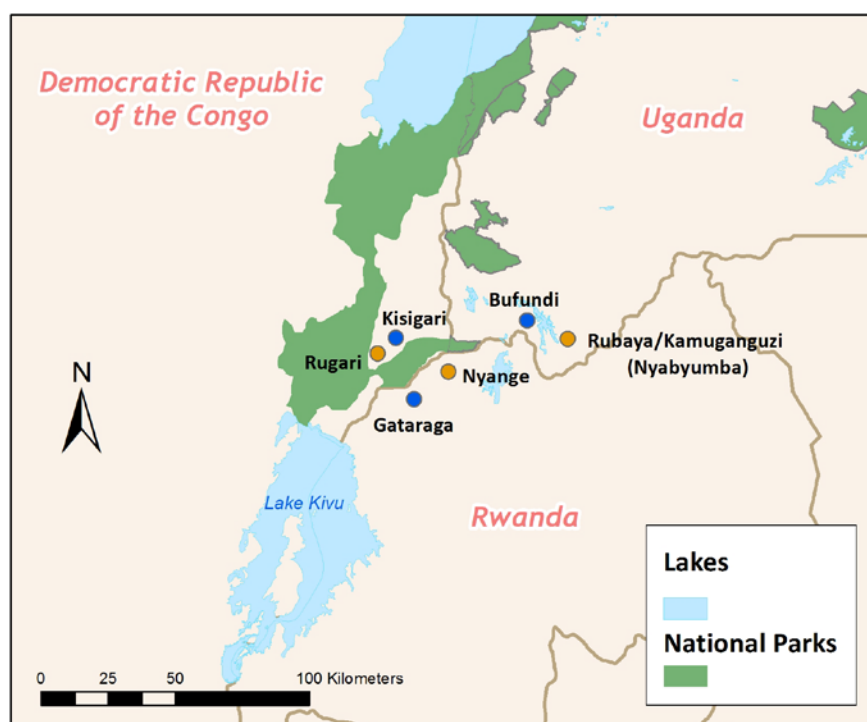 Democratic Republic
of the Congo
Uganda
Bufundi
Kisigari
Rubaya/Kamuganguzi
(Nyabyumba)
Rugari
Nyange
N
Gataraga
Lake Kivu
Rwanda
Lakes
National Parks
0 25 50 100 Kilometers